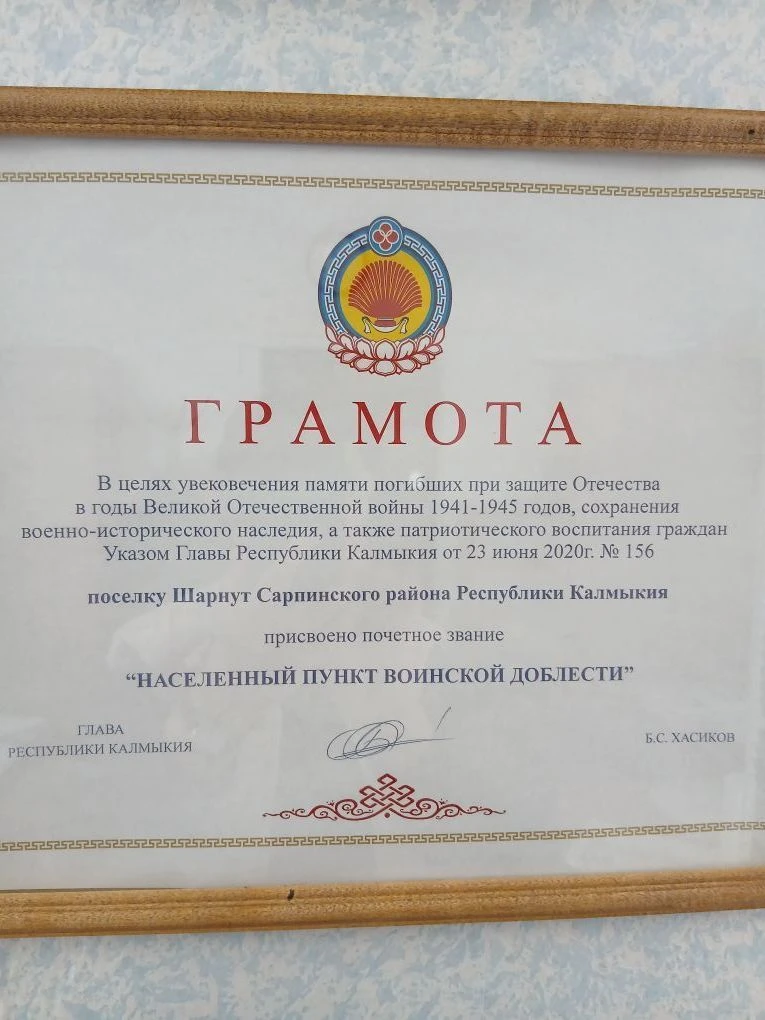 ГРАМОТА
В целях увековечения памяти погибших при защите Отечества
в годы Великой Отечественной войны 1941-1945 годов, сохранения
военно-исторического наследия, а также патриотического воспитания граждан
Указом Главы Республики Калмыкия от 23 июня 2020г. № 156
поселку Шарнут Сарпинского района Республики Калмыкия
присвоено почетное звание
“НАСЕЛЕННЫЙ ПУНКТ ВОИНСКОЙ ДОБЛЕСТИ”
ГЛАВА
РЕСПУБЛИКИ КАЛМЫКИЯ
Б.С. ХАСИКОВ